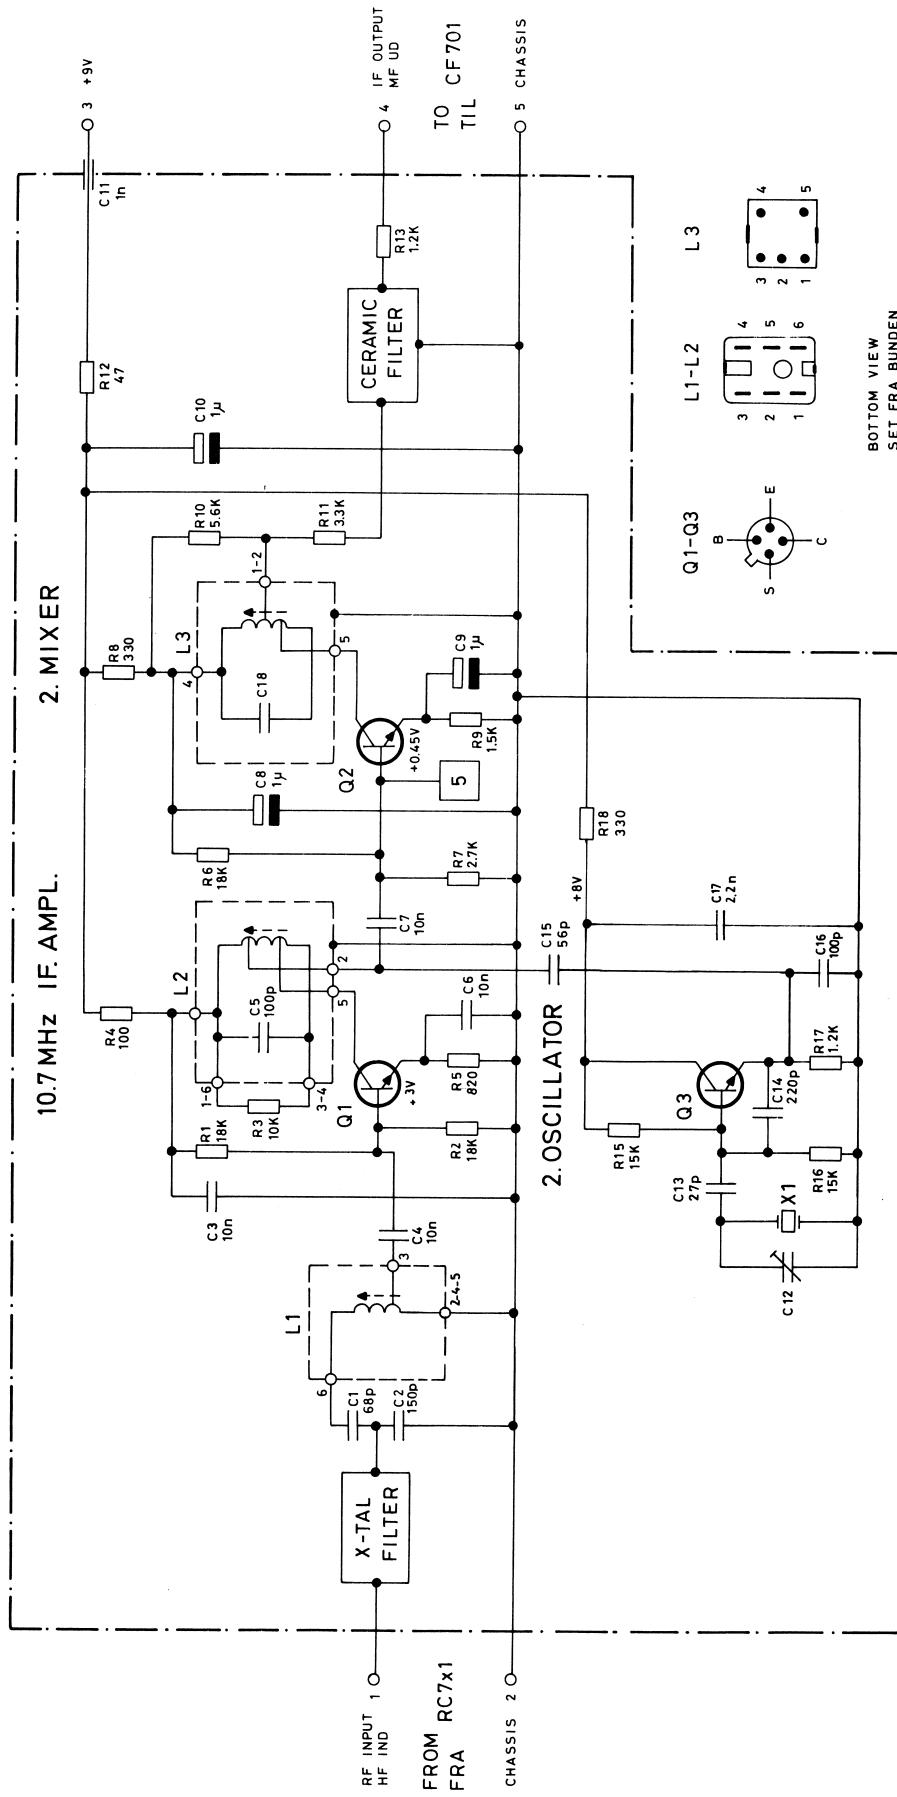 10.7 MHz IF. AMPL.
2. MIXER
3 +9V
C11
1n
R12
47
R4
100
R8
330
C10
1µ
R10
5.6K
R11
3.3K
L2
L3
4
1-2
1-6
3-4
R1
18K
R3
10K
C5
100p
R6
18K
C8
1µ
C18
C3
10n
2
5
5
Q1
+3V
Q2
+0.45V
5
C7
10n
R7
2.7K
C6
10n
R5
820
R2
18K
R9
1.5K
C9
1µ
CERAMIC
FILTER
R13
1.2K
4 IF OUTPUT
MF UD
TO CF701
TIL
5 CHASSIS
L1
6
3
2-4-5
C4
10n
C1
68p
C2
150p
X-TAL
FILTER
RF INPUT 1
HF IND
FROM RC7x1
FRA
CHASSIS 2
2. OSCILLATOR
C15
56p
+8V
R18
330
R15
15K
Q3
C17
2.2n
C13
27p
C14
220p
C16
100p
R17
1.2K
R16
15K
X1
C12
Q1-Q3
B
E
S
C
L1-L2
3
2
1
4
5
6
L3
3
2
1
4
5
BOTTOM VIEW
SET FRA BUNDEN